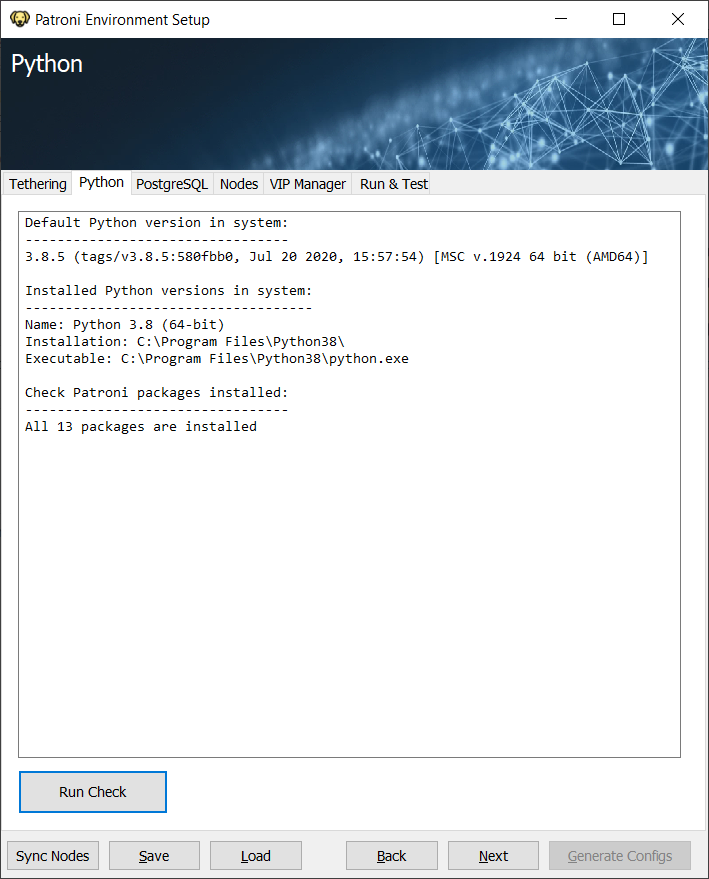 Patroni Environment Setup
Python
Tethering Python PostgreSQL Nodes VIP Manager Run & Test
Default Python version in system:
---------------------------------
3.8.5 (tags/v3.8.5:580fbb0, Jul 20 2020, 15:57:54) [MSC v.1924 64 bit (AMD64)]
Installed Python versions in system:
------------------------------------
Name: Python 3.8 (64-bit)
Installation: C:\Program Files\Python38\
Executable: C:\Program Files\Python38\python.exe
Check Patroni packages installed:
---------------------------------
All 13 packages are installed
Run Check
Sync Nodes Save Load Back Next Generate Configs